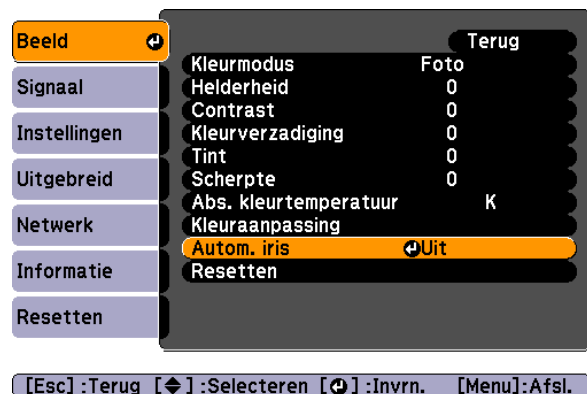 Beeld
Signaal
Instellingen
Uitgebreid
Netwerk
Informatie
Resetten
Terug
Kleurmodus Foto
Helderheid 0
Contrast 0
Kleurverzadiging 0
Tint 0
Scherpte 0
Abs. kleurtemperatuur K
Kleuraanpassing
Autom. iris Uit
Resetten
[Esc] :Terug [◆] :Selecteren [⏎] :Invrn. [Menu]:Afsl.